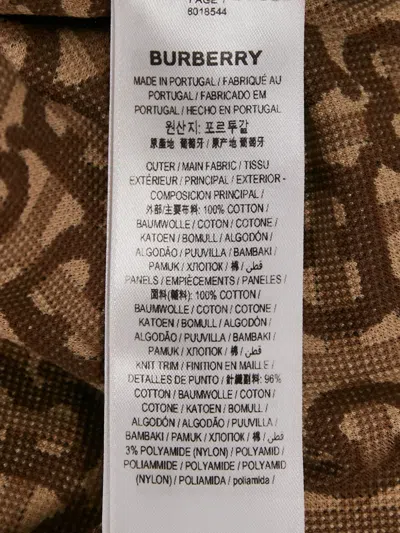 8018544
BURBERRY
MADE IN PORTUGAL / FABRIQUÉ AU
PORTUGAL / FABRICADO EM
PORTUGAL / HECHO EN PORTUGAL
원산지: 포르투갈
原產地 葡萄牙 / 原产地 葡萄牙
OUTER / MAIN FABRIC / TISSU
EXTÉRIEUR / PRINCIPAL / EXTERIOR -
COMPOSICIÓN PRINCIPAL /
外部/主要布料: 100% COTTON /
BAUMWOLLE / COTON / COTONE /
KATOEN / BOMULL / ALGODÓN /
ALGODÃO / PUUVILLA / BAMBAKI /
PAMUK / ХЛОПОК / 棉 / قطن /
PANELS / EMPIÈCEMENTS / PANELES /
面料(襯料): 100% COTTON /
BAUMWOLLE / COTON / COTONE /
KATOEN / BOMULL / ALGODÓN /
ALGODÃO / PUUVILLA / BAMBAKI /
PAMUK / ХЛОПОК / 棉 / قطن /
KNIT TRIM / FINITION EN MAILLE /
DETALLES DE PUNTO / 針織副料: 96%
COTTON / BAUMWOLLE / COTON /
COTONE / KATOEN / BOMULL /
ALGODÓN / ALGODÃO / PUUVILLA /
BAMBAKI / PAMUK / ХЛОПОК / 棉 / قطن /
3% POLYAMIDE (NYLON) / POLYAMID /
POLIAMMIDE / POLYAMIDE / POLYAMID
(NYLON) / POLIAMIDA / poliamida /